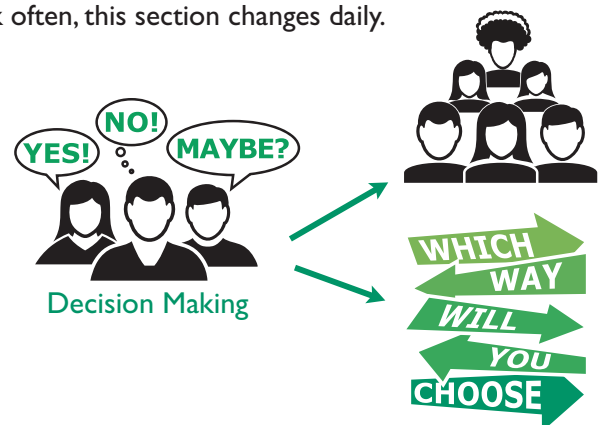 often, this section changes daily.
NO!
YES!
MAYBE?
Decision Making
WHICH
WAY
WILL
YOU
CHOOSE